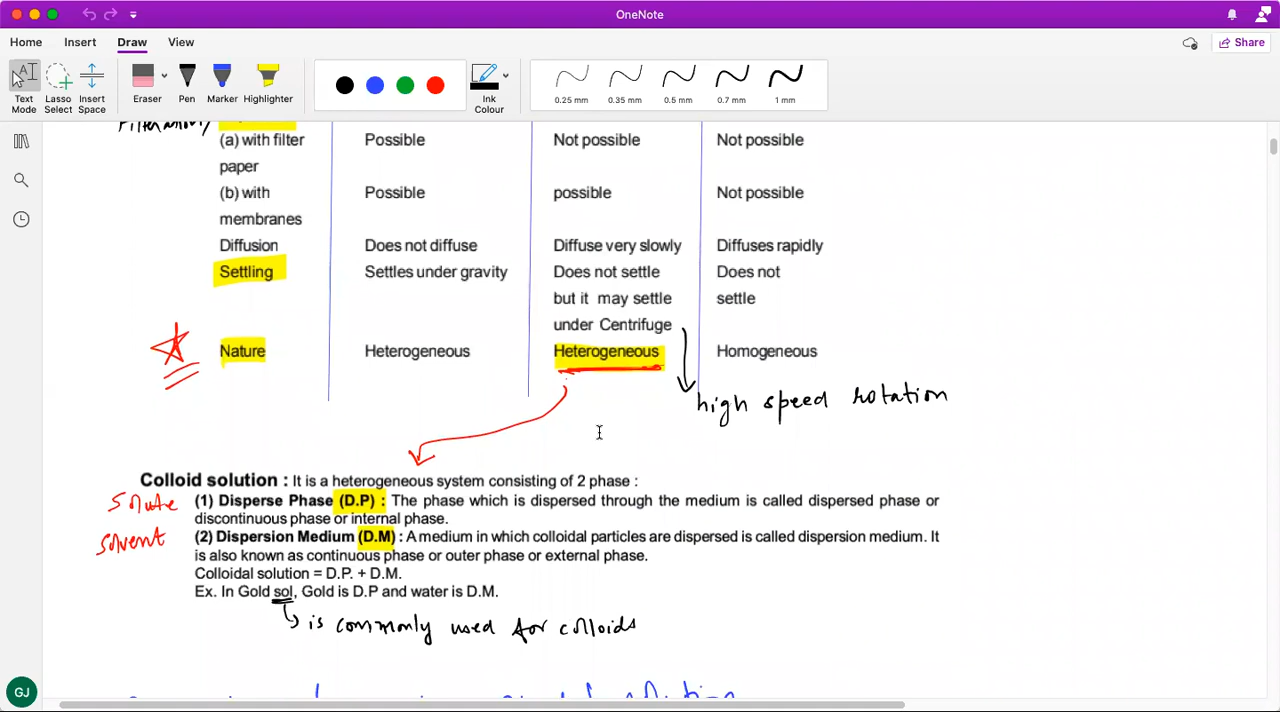 OneNote
Home Insert Draw View
Share
Text Mode
Lasso Select
Insert Space
Eraser
Pen
Marker
Highlighter
Ink Colour
0.25 mm 0.35 mm 0.5 mm 0.7 mm 1 mm
(a) with filter Possible Not possible Not possible
paper
(b) with Possible possible Not possible
membranes
Diffusion Does not diffuse Diffuse very slowly Diffuses rapidly
Settling Settles under gravity Does not settle Does not
but it may settle settle
under Centrifuge
Nature Heterogeneous Heterogeneous Homogeneous
high speed rotation
Colloid solution : It is a heterogeneous system consisting of 2 phase :
Solute (1) Disperse Phase (D.P) : The phase which is dispersed through the medium is called dispersed phase or
discontinuous phase or internal phase.
Solvent (2) Dispersion Medium (D.M) : A medium in which colloidal particles are dispersed is called dispersion medium. It
is also known as continuous phase or outer phase or external phase.
Colloidal solution = D.P. + D.M.
Ex. In Gold sol, Gold is D.P and water is D.M.
is commonly used for colloids
GJ